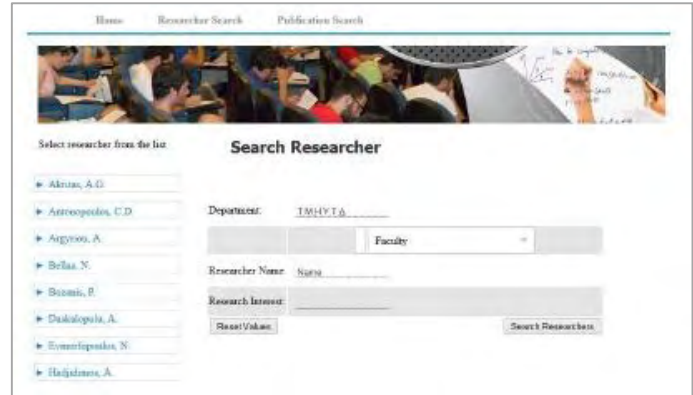 Home Researcher Search Publication Search
Select researcher from the list
Search Researcher
Akritas, A.G.
Antonopoulos, C.D.
Argyriou, A.
Bellas, N.
Bozanis, P.
Daskalopulu, A.
Evmorfopoulos, N.
Hadjidimos, A.
Department: ΤΜΗΥΤΔ
Faculty
Researcher Name: Name
Research Interest:
Reset Values
Search Researchers